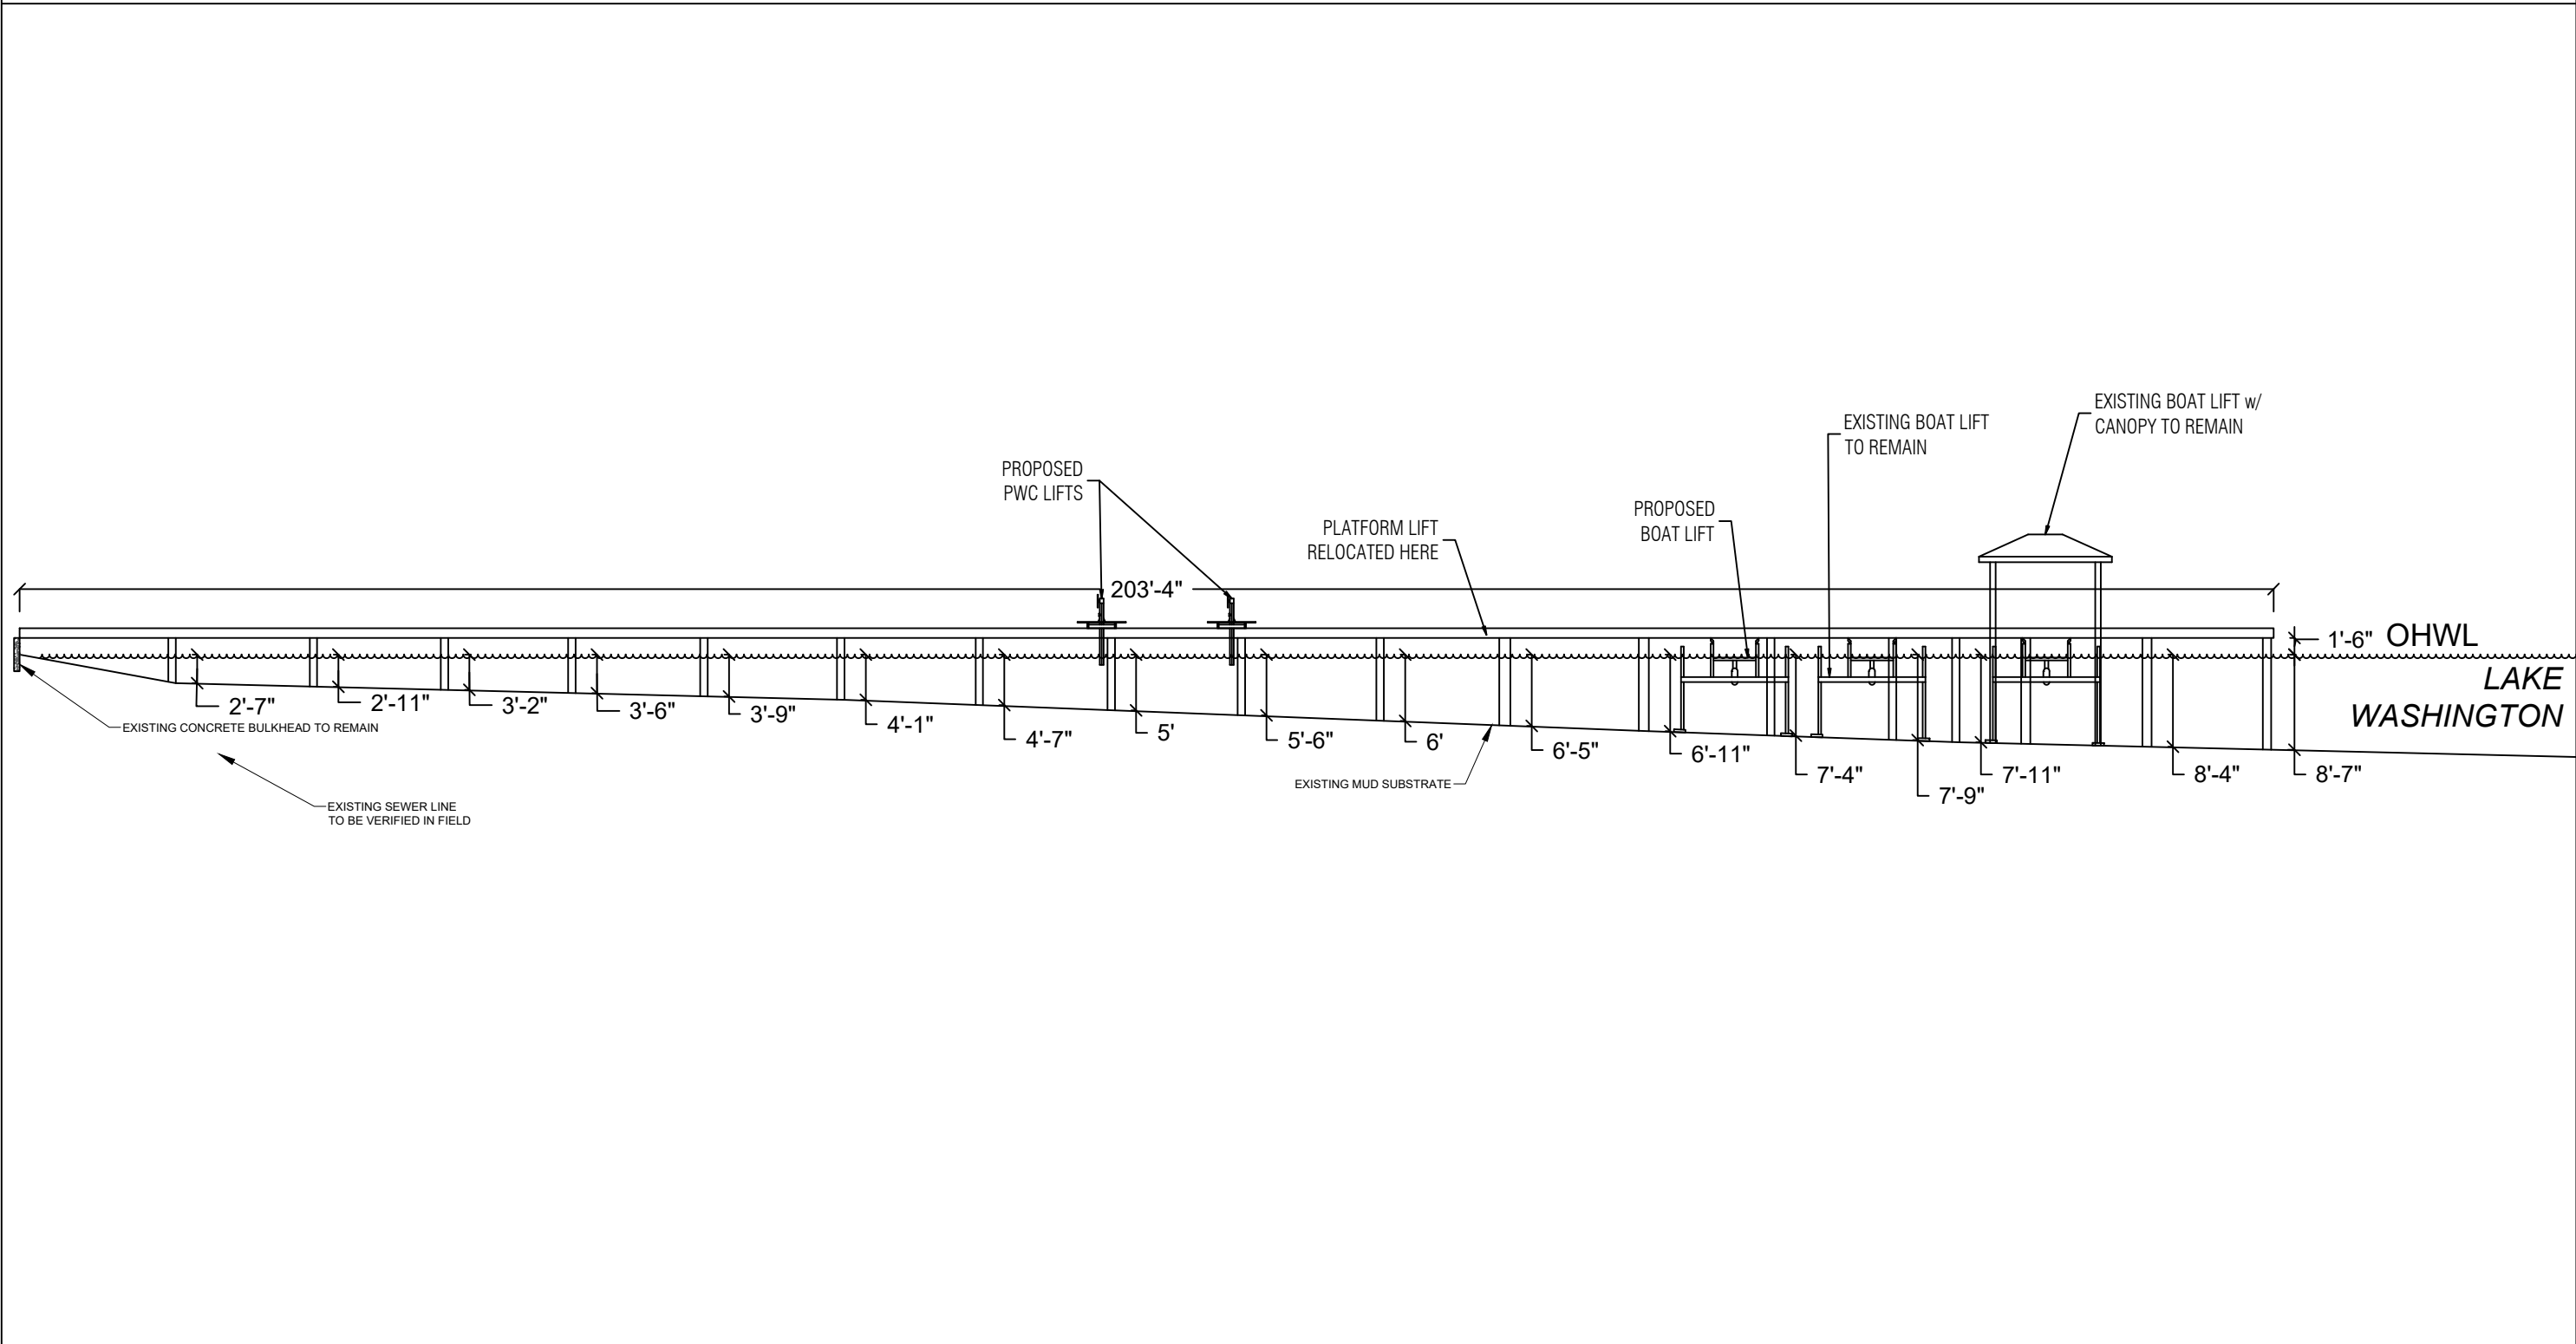 EXISTING BOAT LIFT w/
CANOPY TO REMAIN
EXISTING BOAT LIFT
TO REMAIN
PROPOSED
PWC LIFTS
PROPOSED
BOAT LIFT
PLATFORM LIFT
RELOCATED HERE
203'-4"
1'-6" OHWL
LAKE
WASHINGTON
2'-7"
2'-11"
3'-2"
3'-6"
3'-9"
4'-1"
4'-7"
5'
5'-6"
6'
6'-5"
6'-11"
7'-4"
7'-9"
7'-11"
8'-4"
8'-7"
EXISTING CONCRETE BULKHEAD TO REMAIN
EXISTING MUD SUBSTRATE
EXISTING SEWER LINE
TO BE VERIFIED IN FIELD